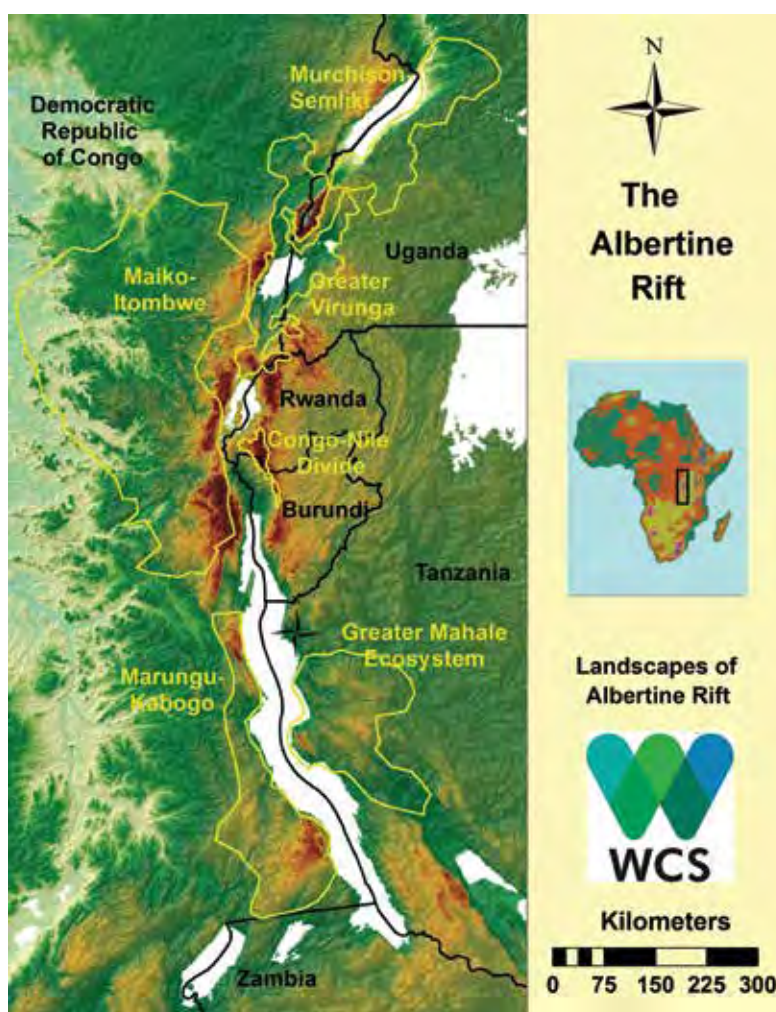 Murchison
Semliki
Democratic
Republic
of Congo
Uganda
Maiko-
Itombwe
Greater
Virunga
Rwanda
Congo-Nile
Divide
Burundi
Tanzania
Greater Mahale
Ecosystem
Marungu-
Kabogo
Zambia
N
The
Albertine
Rift
Landscapes of
Albertine Rift
WCS
Kilometers
0 75 150 225 300